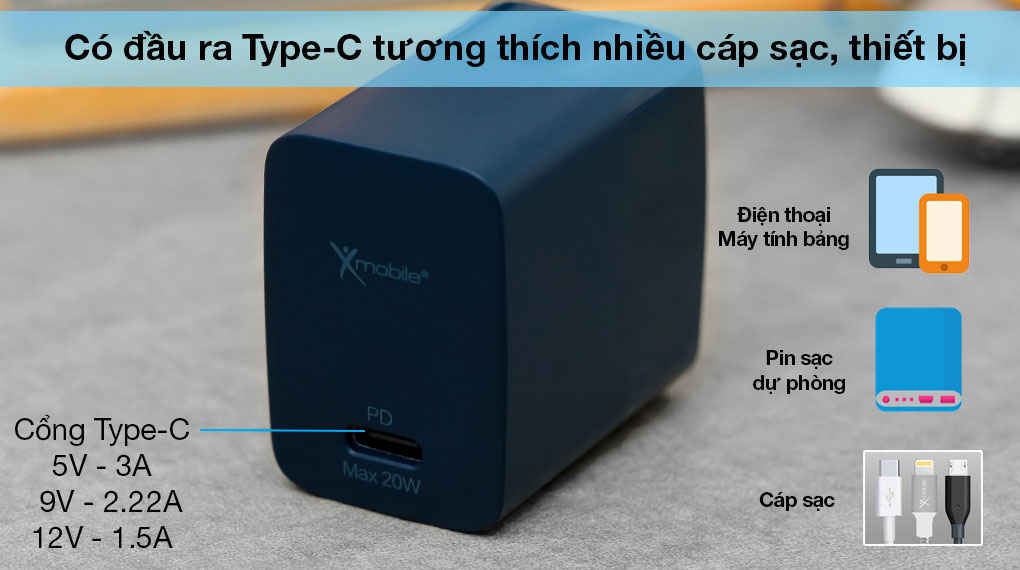 Có đầu ra Type-C tương thích nhiều cáp sạc, thiết bị
Xmobile®
PD
Max 20W
Cổng Type-C
5V - 3A
9V - 2.22A
12V - 1.5A
Điện thoại
Máy tính bảng
Pin sạc
dự phòng
Cáp sạc